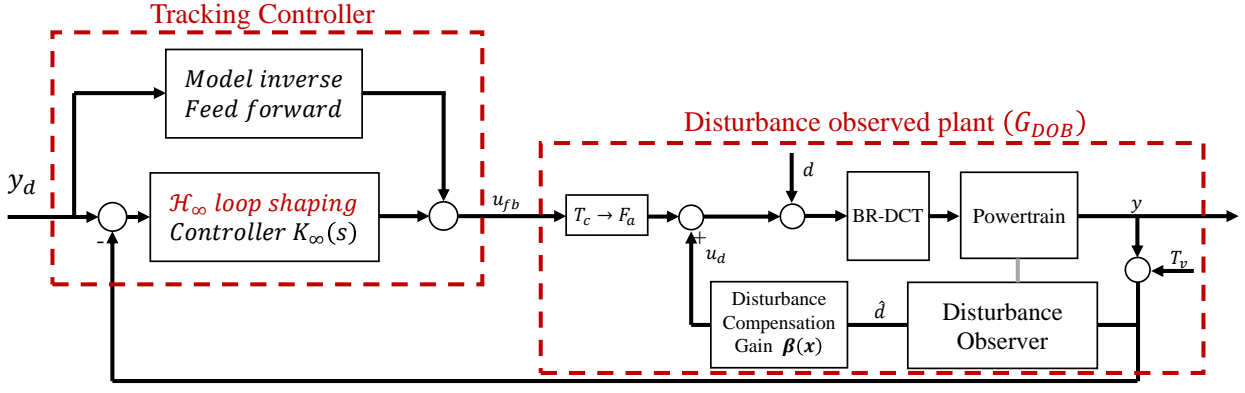 Tracking Controller
Model inverse
Feed forward
Disturbance observed plant (G_DOB)
y_d
-
ℋ∞ loop shaping
Controller K∞(s)
u_fb
T_c → F_a
d
BR-DCT
Powertrain
y
+
u_d
T_v
Disturbance
Compensation
Gain β(x)
d̂
Disturbance
Observer